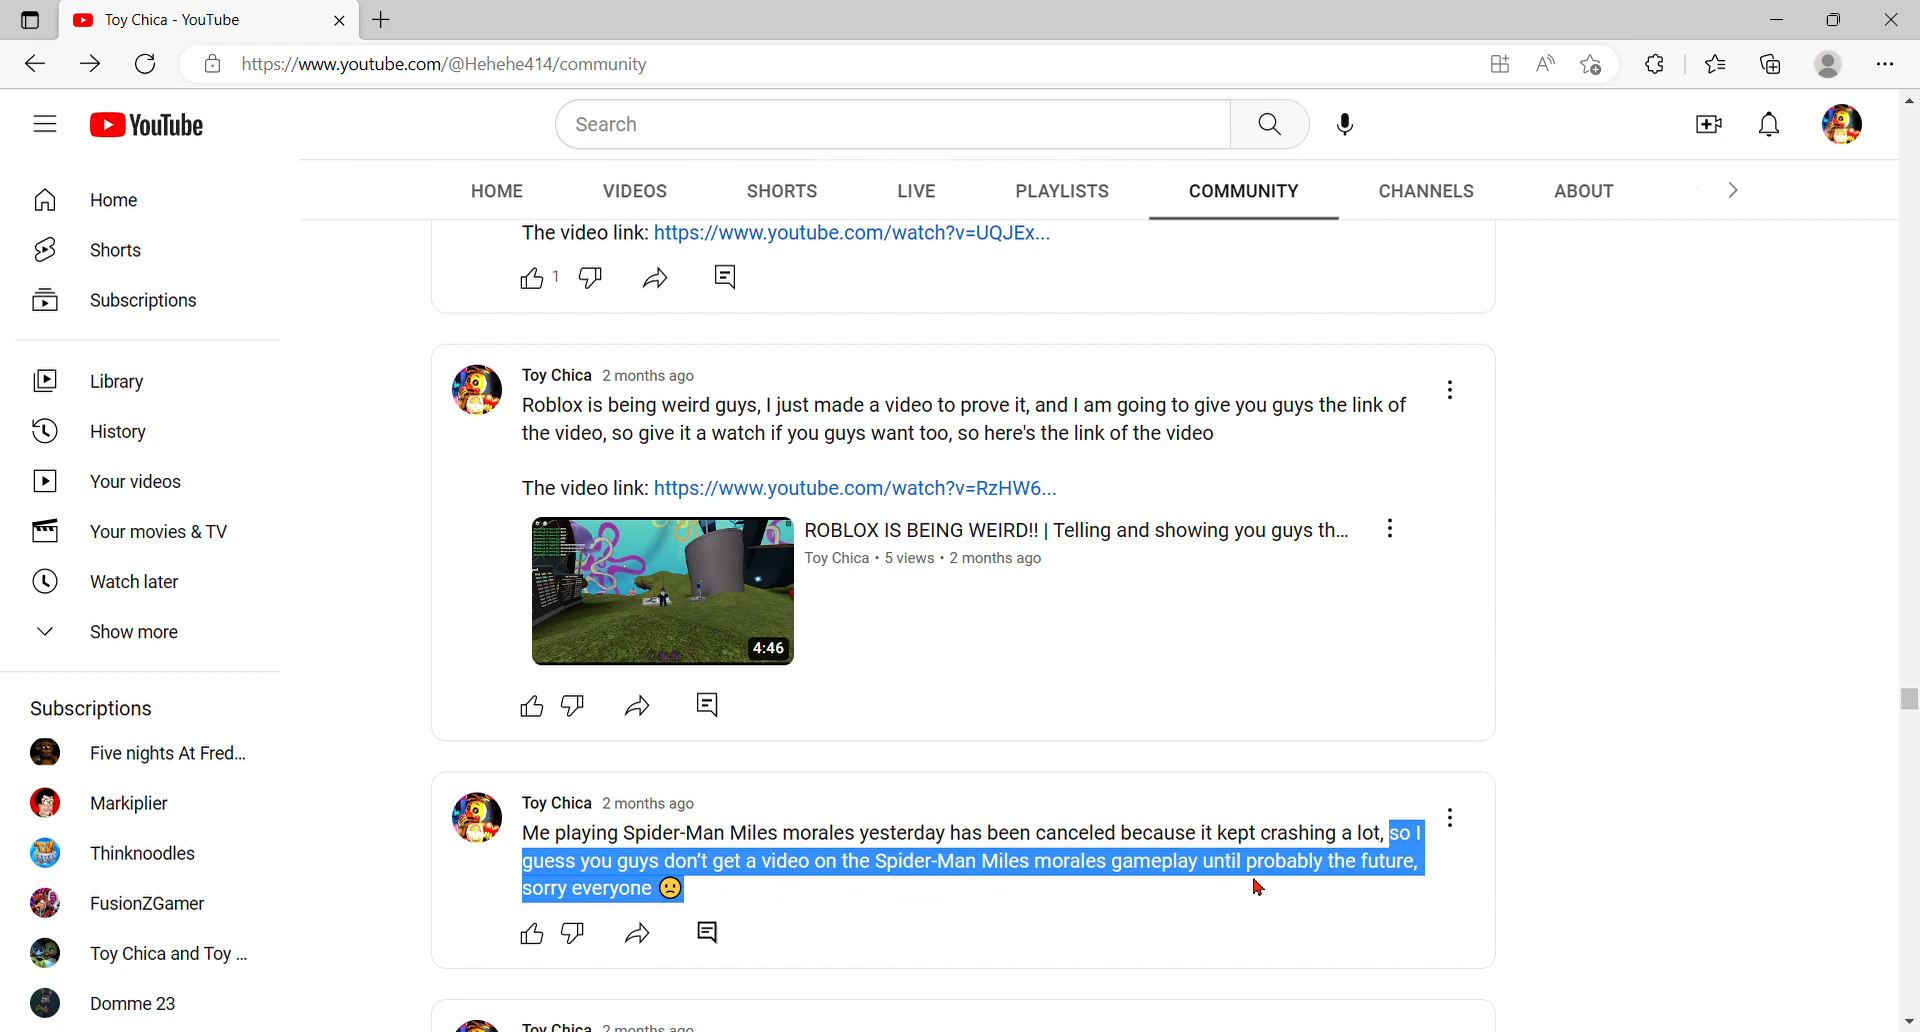 Toy Chica - YouTube
https://www.youtube.com/@Hehehe414/community
YouTube
Search
HOME VIDEOS SHORTS LIVE PLAYLISTS COMMUNITY CHANNELS ABOUT
Home
Shorts
Subscriptions
Library
History
Your videos
Your movies & TV
Watch later
Show more
Subscriptions
Five nights At Fred...
Markiplier
Thinknoodles
FusionZGamer
Toy Chica and Toy ...
Domme 23
The video link: https://www.youtube.com/watch?v=UQJEx...
1
Toy Chica 2 months ago
Roblox is being weird guys, I just made a video to prove it, and I am going to give you guys the link of
the video, so give it a watch if you guys want too, so here's the link of the video
The video link: https://www.youtube.com/watch?v=RzHW6...
ROBLOX IS BEING WEIRD!! | Telling and showing you guys th...
Toy Chica • 5 views • 2 months ago
4:46
Toy Chica 2 months ago
Me playing Spider-Man Miles morales yesterday has been canceled because it kept crashing a lot, so I
guess you guys don’t get a video on the Spider-Man Miles morales gameplay until probably the future,
sorry everyone 🙁
Toy Chica 2 months ago